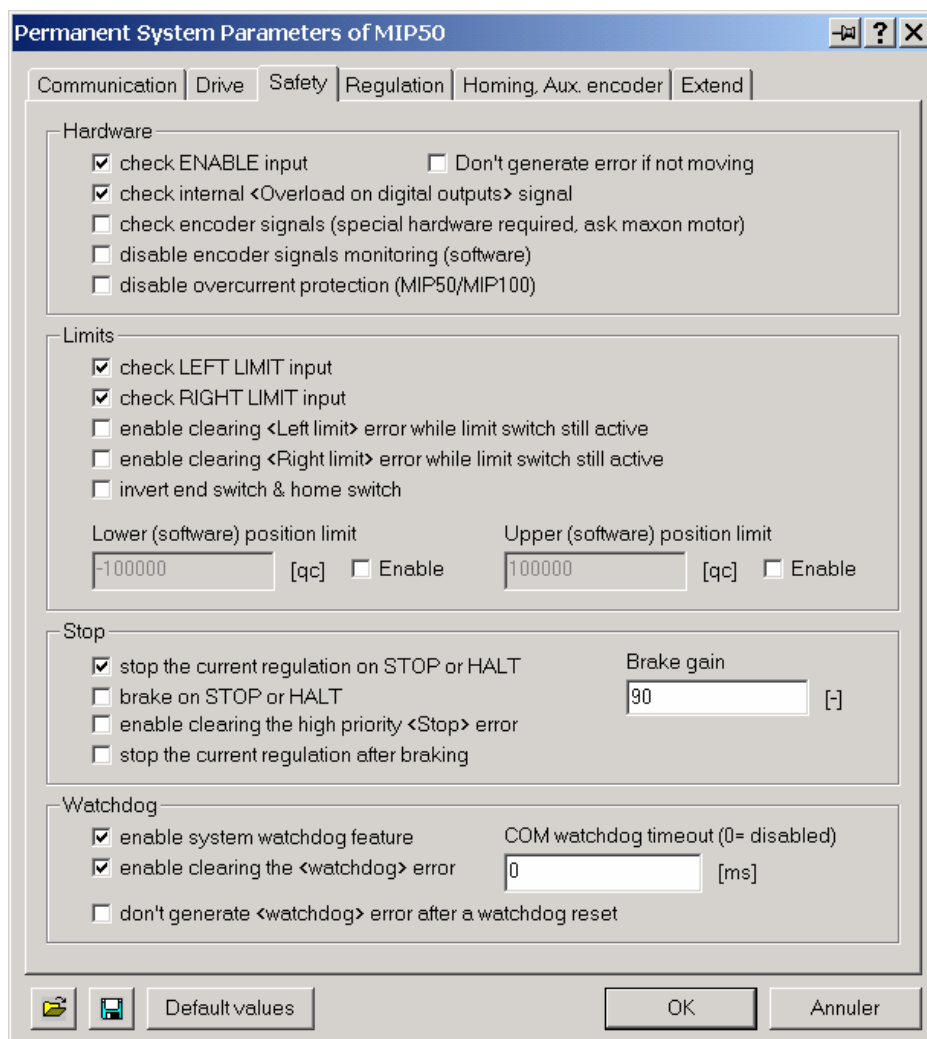 Permanent System Parameters of MIP50
Communication Drive Safety Regulation Homing, Aux. encoder Extend
Hardware
check ENABLE input Don't generate error if not moving
check internal <Overload on digital outputs> signal
check encoder signals (special hardware required, ask maxon motor)
disable encoder signals monitoring (software)
disable overcurrent protection (MIP50/MIP100)
Limits
check LEFT LIMIT input
check RIGHT LIMIT input
enable clearing <Left limit> error while limit switch still active
enable clearing <Right limit> error while limit switch still active
invert end switch & home switch
Lower (software) position limit Upper (software) position limit
-100000 [qc] Enable 100000 [qc] Enable
Stop
stop the current regulation on STOP or HALT Brake gain
brake on STOP or HALT 90 [-]
enable clearing the high priority <Stop> error
stop the current regulation after braking
Watchdog
enable system watchdog feature COM watchdog timeout (0= disabled)
enable clearing the <watchdog> error 0 [ms]
don't generate <watchdog> error after a watchdog reset
Default values OK Annuler